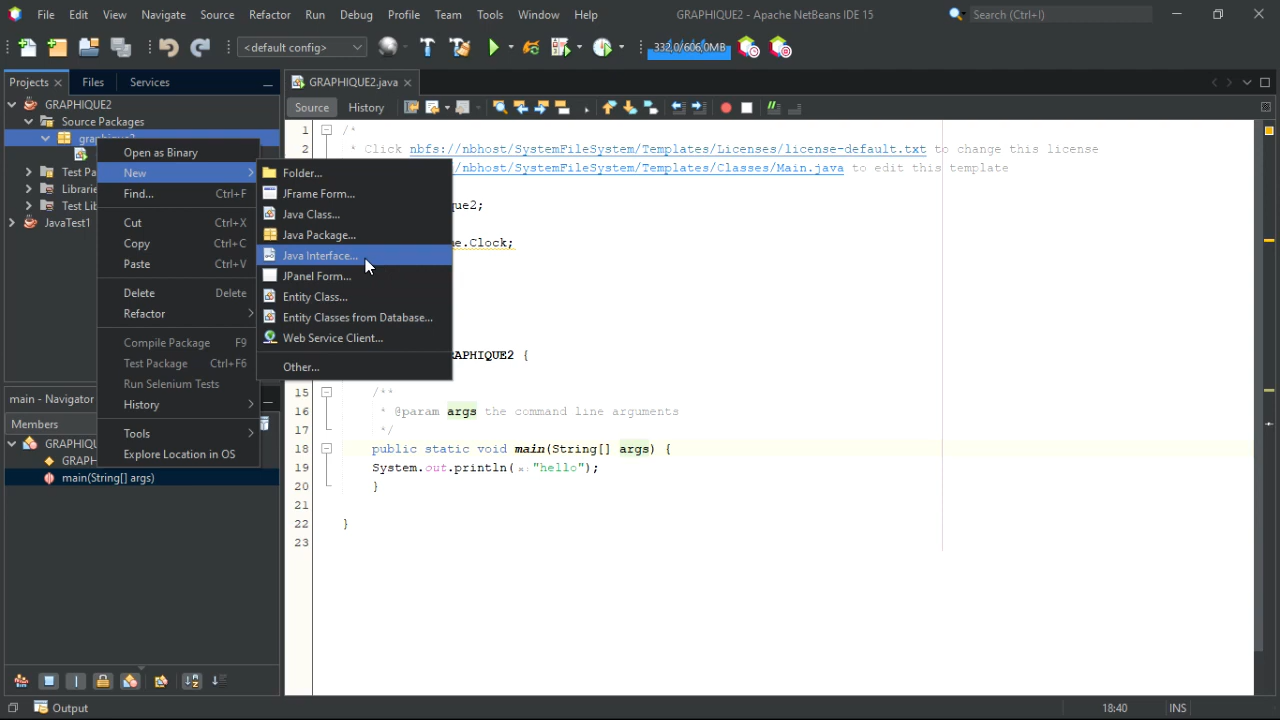 File Edit View Navigate Source Refactor Run Debug Profile Team Tools Window Help GRAPHIQUE2 - Apache NetBeans IDE 15 Search (Ctrl+I)
<default config> 332,0/606,0MB
Projects Files Services GRAPHIQUE2.java
Source History
GRAPHIQUE2
Source Packages
graphique2
Test Pa
Librarie
Test Lib
JavaTest1
Open as Binary
New
Find... Ctrl+F
Cut Ctrl+X
Copy Ctrl+C
Paste Ctrl+V
Delete Delete
Refactor
Compile Package F9
Test Package Ctrl+F6
Run Selenium Tests
History
Tools
Explore Location in OS
Folder...
JFrame Form...
Java Class...
Java Package...
Java Interface...
JPanel Form...
Entity Class...
Entity Classes from Database...
Web Service Client...
Other...
main - Navigator
Members
GRAPHIQU
GRAPH
main(String[] args)
1 /*
2 * Click nbfs://nbhost/SystemFileSystem/Templates/Licenses/license-default.txt to change this license
/nbhost/SystemFileSystem/Templates/Classes/Main.java to edit this template
ue2;
e.Clock;
APHIQUE2 {
15 /**
16 * @param args the command line arguments
17 */
18 public static void main(String[] args) {
19 System.out.println( x: "hello");
20 }
21
22 }
23
Output 18:40 INS